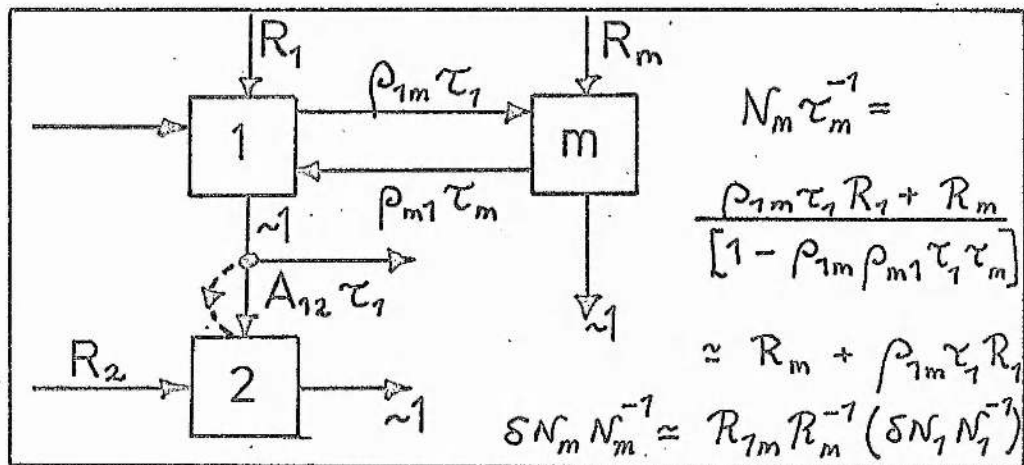 R₁
Rₘ
ρ₁ₘ τ₁
1
m
ρₘ₁ τₘ
~1
A₁₂ τ₁
~1
R₂
2
~1
Nₘ τₘ⁻¹ =
ρ₁ₘ τ₁ R₁ + Rₘ
[1 - ρ₁ₘ ρₘ₁ τ₁ τₘ]
≃ Rₘ + ρ₁ₘ τ₁ R₁
δNₘ Nₘ⁻¹ ≃ R₁ₘ Rₘ⁻¹ (δN₁ N₁⁻¹)